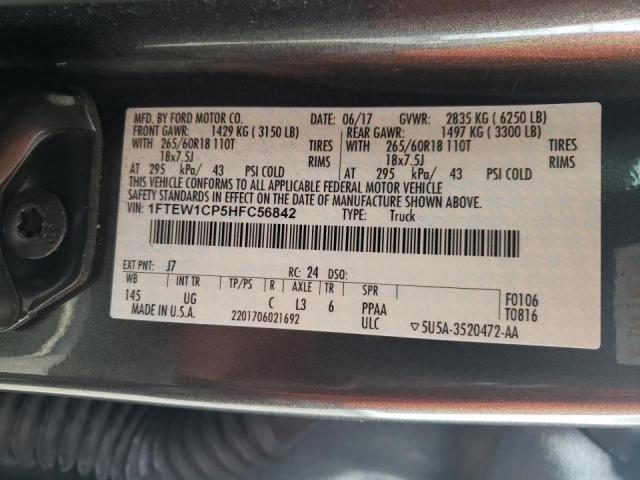 MFD. BY FORD MOTOR CO. DATE: 06/17 GVWR: 2835 KG ( 6250 LB)
FRONT GAWR: 1429 KG ( 3150 LB) REAR GAWR: 1497 KG ( 3300 LB)
WITH 265/60R18 110T TIRES WITH 265/60R18 110T TIRES
18x7.5J RIMS 18x7.5J RIMS
AT 295 kPa/ 43 PSI COLD AT 295 kPa/ 43 PSI COLD
THIS VEHICLE CONFORMS TO ALL APPLICABLE FEDERAL MOTOR VEHICLE
SAFETY STANDARDS IN EFFECT ON THE DATE OF MANUFACTURE SHOWN ABOVE.
VIN: 1FTEW1CP5HFC56842 TYPE: Truck
EXT PNT: J7 RC: 24 DSO:
WB INT TR TP/PS R AXLE TR SPR F0106
145 UG C L3 6 PPAA T0816
MADE IN U.S.A. 2201706021692 ULC ▽5U5A-3520472-AA